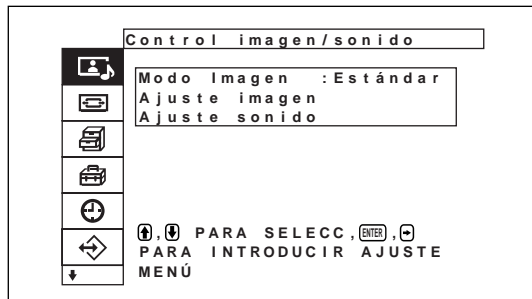 Control imagen/sonido
Modo Imagen :Estándar
Ajuste imagen
Ajuste sonido
↑,↓ PARA SELECC, ENTER ,→
PARA INTRODUCIR AJUSTE
MENÚ